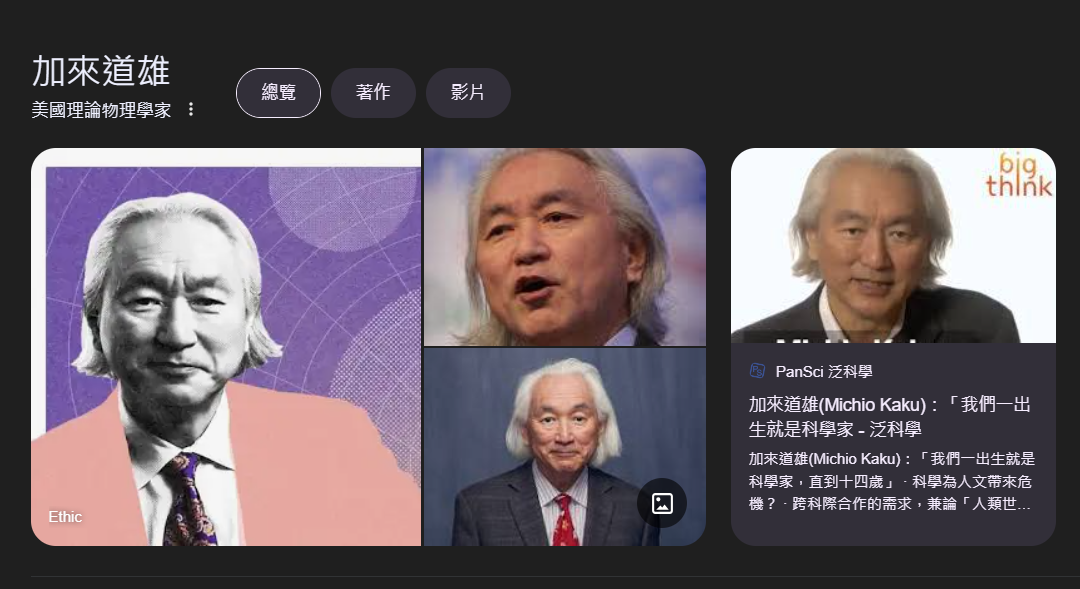 加來道雄
美國理論物理學家
總覽
著作
影片
Ethic
big
think
PanSci 泛科學
加來道雄(Michio Kaku)：「我們一出
生就是科學家 - 泛科學
加來道雄(Michio Kaku)：「我們一出生就是
科學家，直到十四歲」 · 科學為人文帶來危
機？ · 跨科際合作的需求，兼論「人類世...